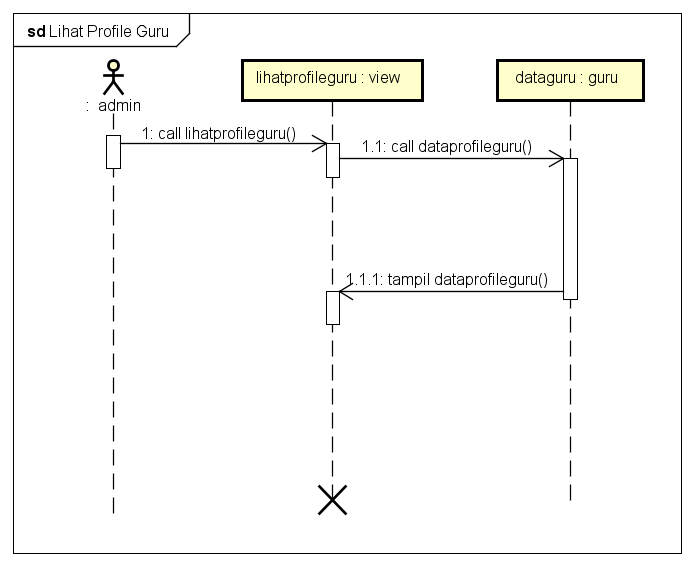 sd Lihat Profile Guru
: admin
lihatprofileguru : view
dataguru : guru
1: call lihatprofileguru()
1.1: call dataprofileguru()
1.1.1: tampil dataprofileguru()